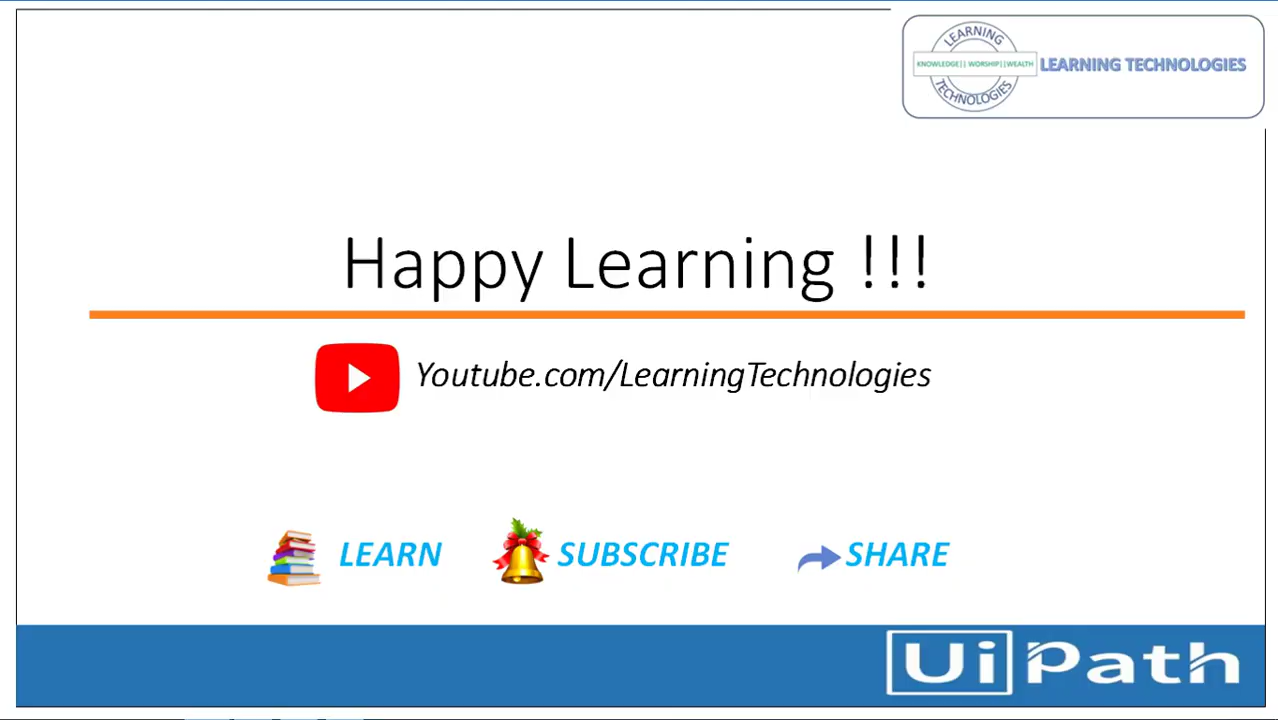 LEARNING
KNOWLEDGE|| WORSHIP||WEALTH
TECHNOLOGIES
LEARNING TECHNOLOGIES
Happy Learning !!!
Youtube.com/LearningTechnologies
LEARN
SUBSCRIBE
SHARE
UiPath